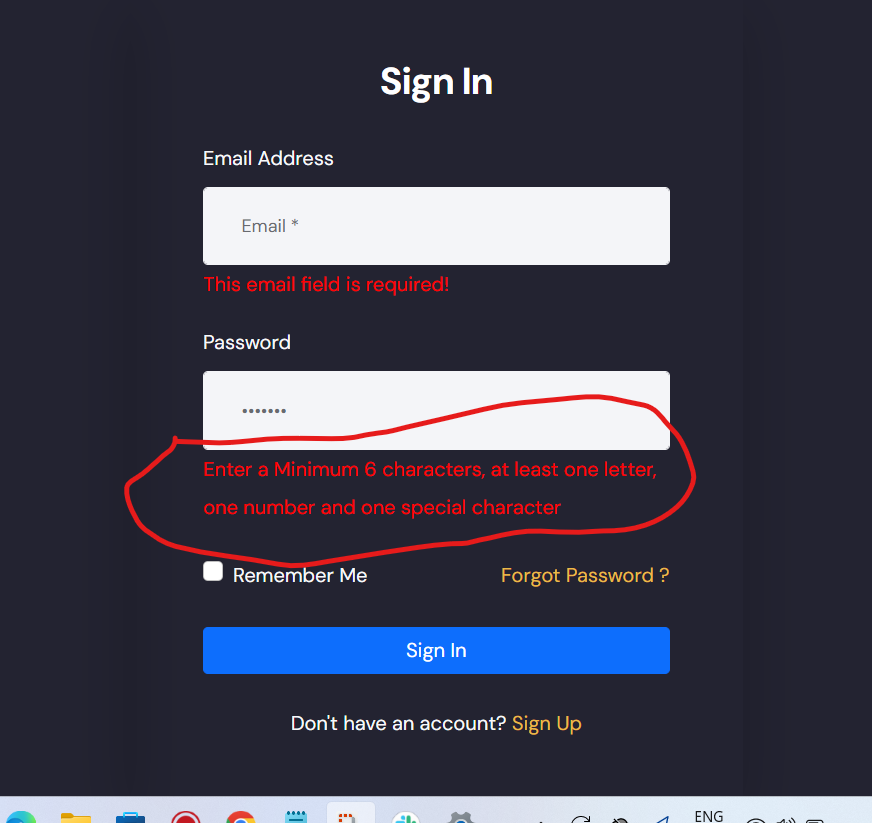 Sign In
Email Address
Email *
This email field is required!
Password
•••••••
Enter a Minimum 6 characters, at least one letter,
one number and one special character
Remember Me
Forgot Password ?
Sign In
Don't have an account? Sign Up
ENG